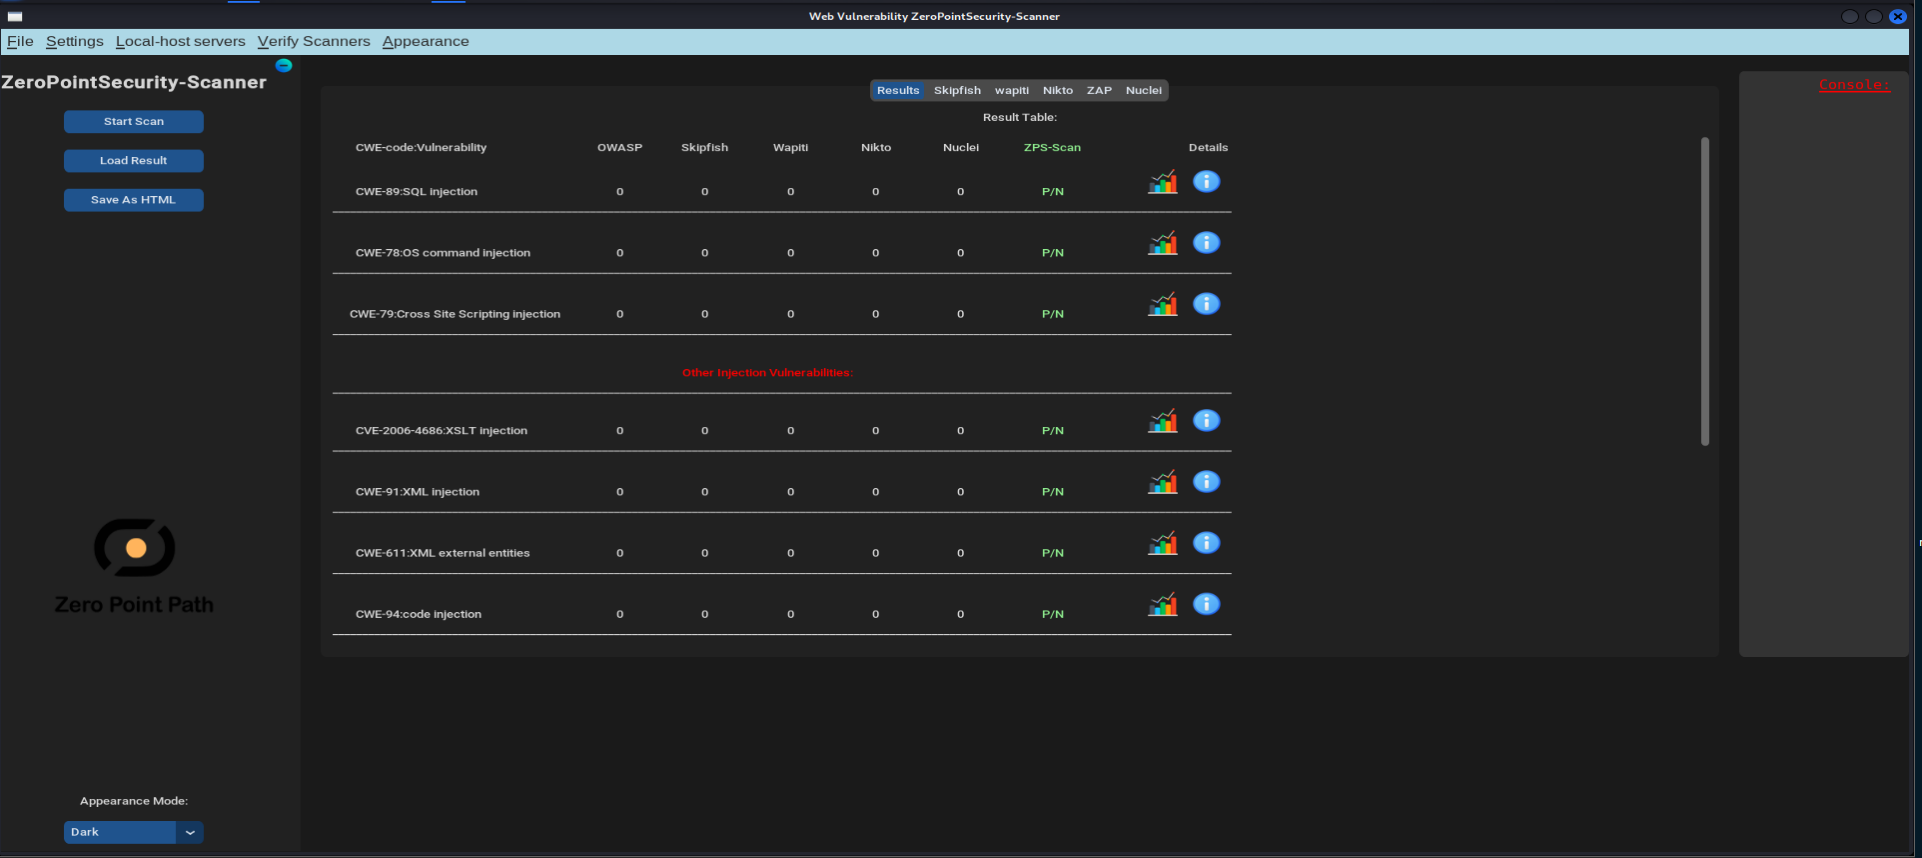 Web Vulnerability ZeroPointSecurity-Scanner
File Settings Local-host servers Verify Scanners Appearance
ZeroPointSecurity-Scanner
Start Scan
Load Result
Save As HTML
Zero Point Path
Appearance Mode:
Dark
Results Skipfish wapiti Nikto ZAP Nuclei
Result Table:
CWE-code:Vulnerability OWASP Skipfish Wapiti Nikto Nuclei ZPS-Scan Details
CWE-89:SQL injection 0 0 0 0 0 P/N
CWE-78:OS command injection 0 0 0 0 0 P/N
CWE-79:Cross Site Scripting injection 0 0 0 0 0 P/N
Other Injection Vulnerabilities:
CVE-2006-4686:XSLT injection 0 0 0 0 0 P/N
CWE-91:XML injection 0 0 0 0 0 P/N
CWE-611:XML external entities 0 0 0 0 0 P/N
CWE-94:code injection 0 0 0 0 0 P/N
Console: